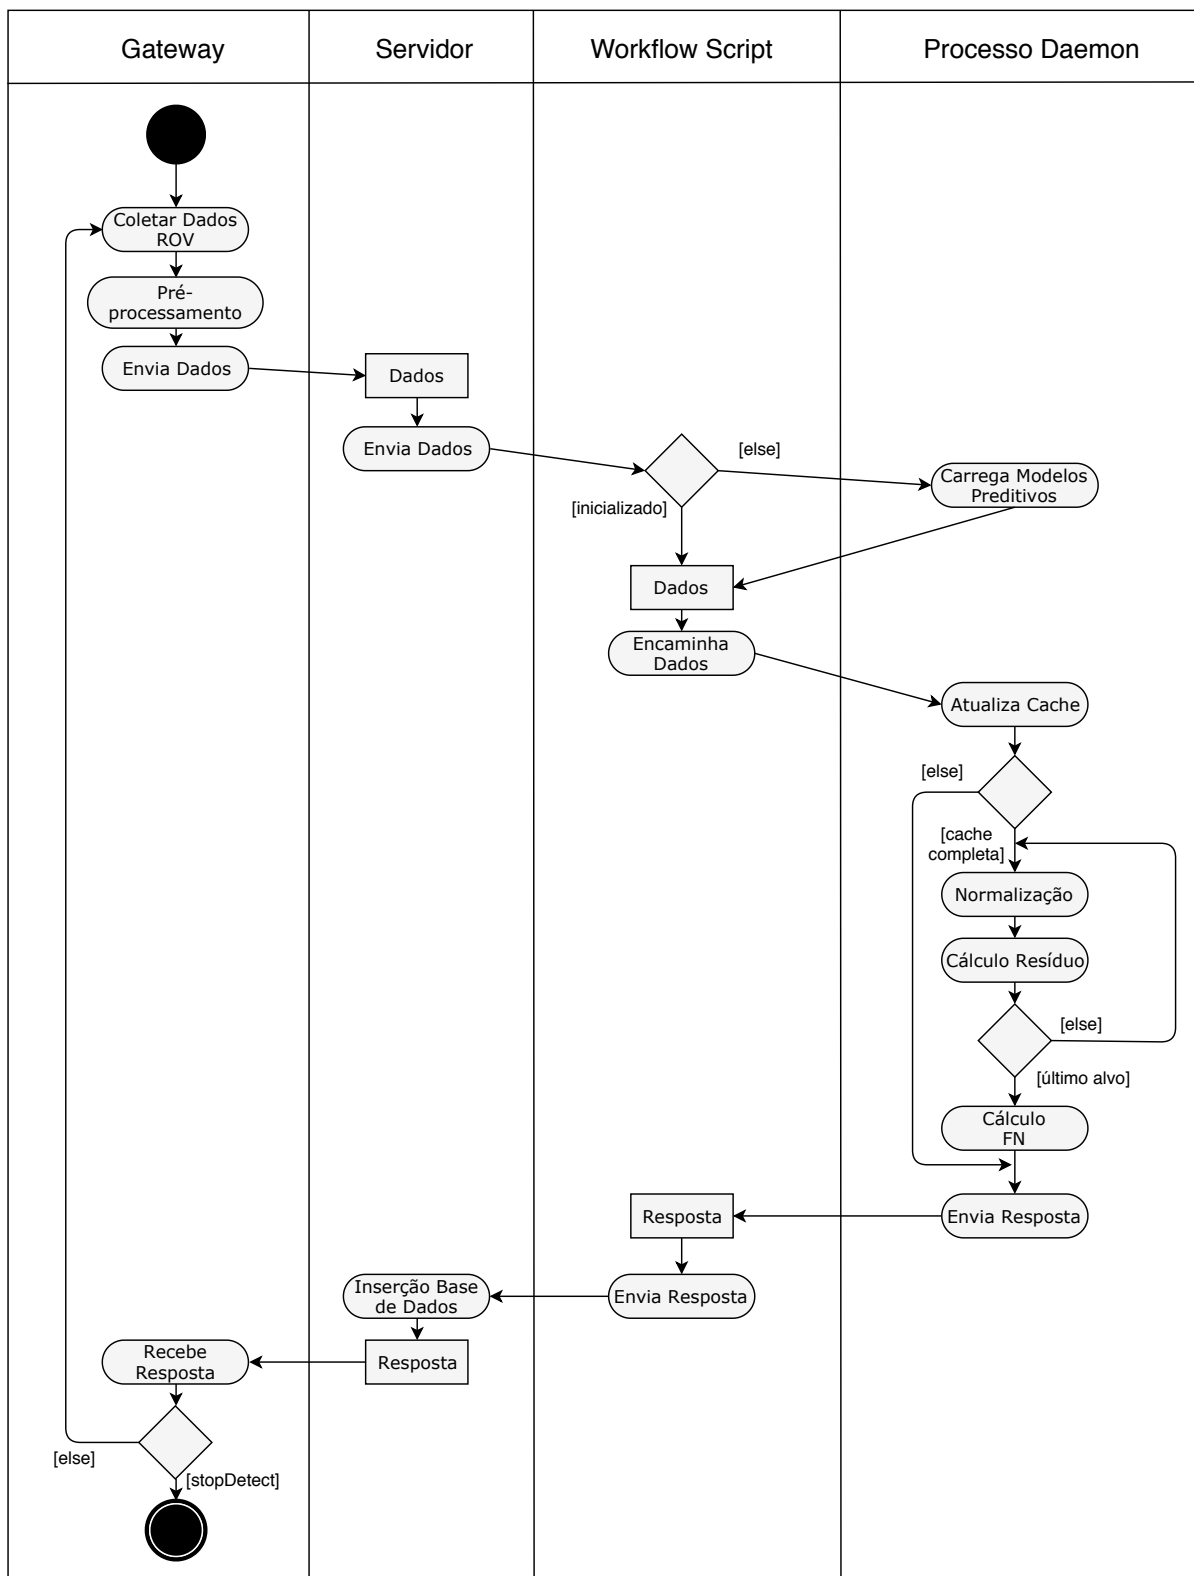 Gateway
Servidor
Workflow Script
Processo Daemon
Coletar Dados
ROV
Pré-
processamento
Envia Dados
Dados
Envia Dados
[else]
[inicializado]
Carrega Modelos
Preditivos
Dados
Encaminha
Dados
Atualiza Cache
[else]
[cache
completa]
Normalização
Cálculo Resíduo
[else]
[último alvo]
Cálculo
FN
Envia Resposta
Resposta
Envia Resposta
Inserção Base
de Dados
Resposta
Recebe
Resposta
[else]
[stopDetect]